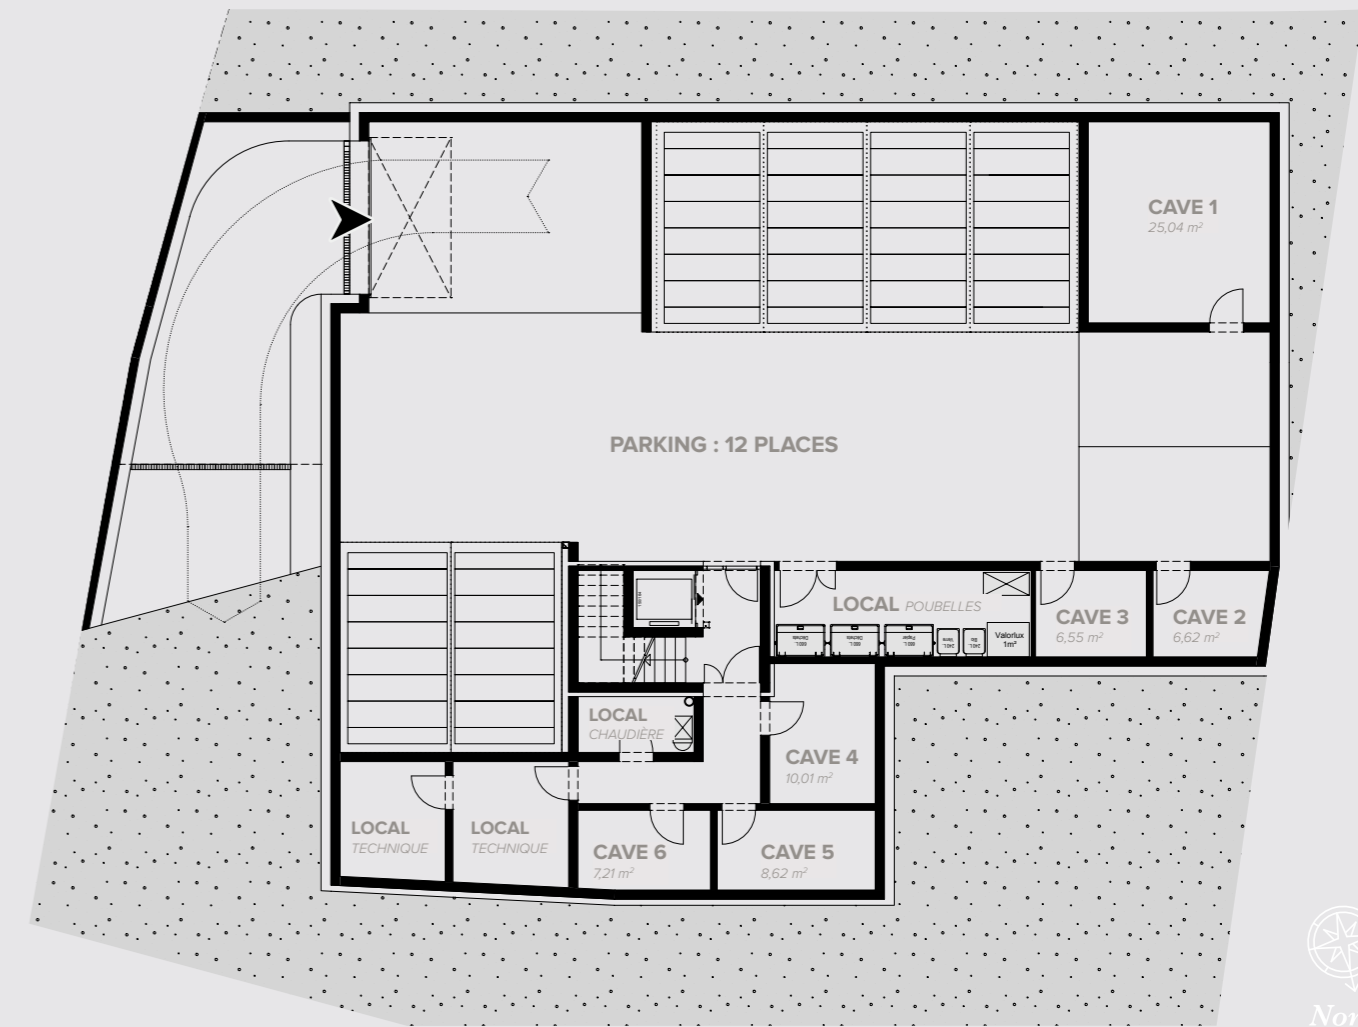 CAVE 1
25,04 m²
PARKING : 12 PLACES
LOCAL POUBELLES
CAVE 3
6,55 m²
CAVE 2
6,62 m²
Valorlux
1m³
LOCAL
CHAUDIÈRE
CAVE 4
10,01 m²
LOCAL
TECHNIQUE
LOCAL
TECHNIQUE
CAVE 6
7,21 m²
CAVE 5
8,62 m²